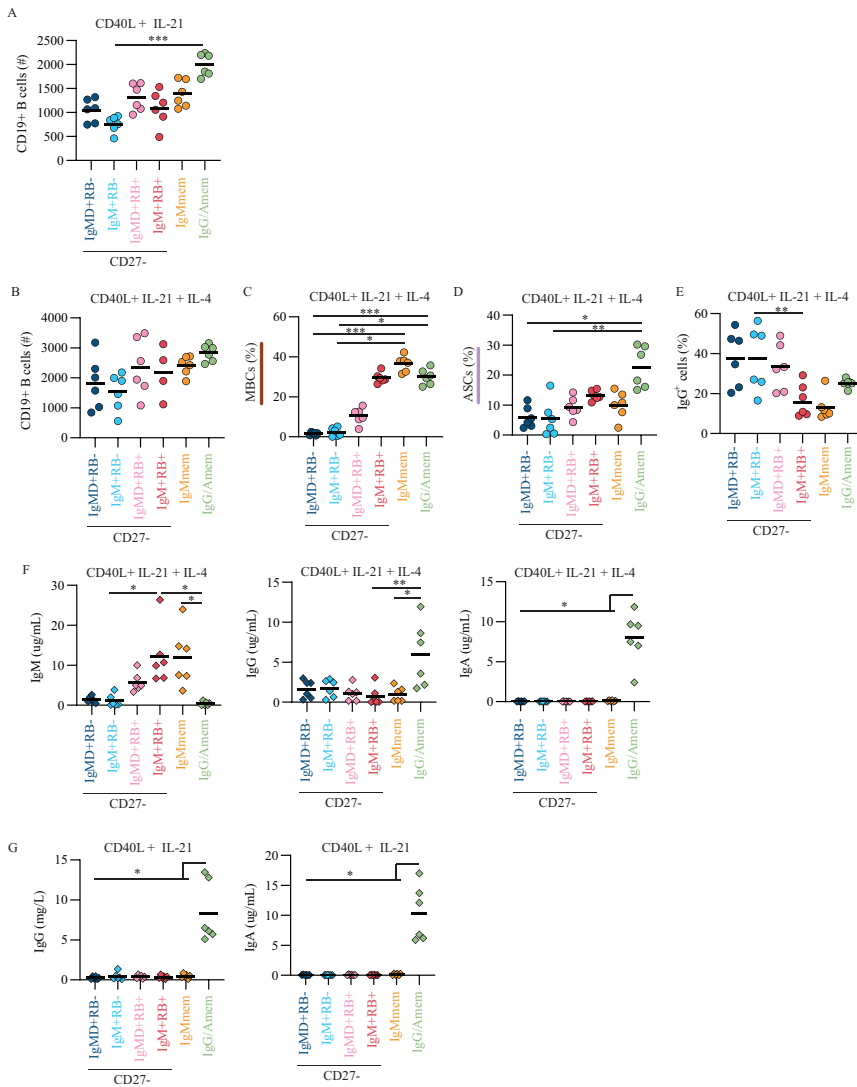 A
CD40L + IL-21
***
CD19+ B cells (#)
2500
2000
1500
1000
500
0
IgMD+RB-
IgM+RB-
IgMD+RB+
IgM+RB+
IgMmem
IgG/Amem
CD27-
B
CD40L+ IL-21 + IL-4
CD19+ B cells (#)
4000
3000
2000
1000
0
IgMD+RB-
IgM+RB-
IgMD+RB+
IgM+RB+
IgMmem
IgG/Amem
CD27-
C
CD40L+ IL-21 + IL-4
***
*
***
*
MBCs (%)
60
40
20
0
IgMD+RB-
IgM+RB-
IgMD+RB+
IgM+RB+
IgMmem
IgG/Amem
CD27-
D
CD40L+ IL-21 + IL-4
*
**
ASCs (%)
40
30
20
10
0
IgMD+RB-
IgM+RB-
IgMD+RB+
IgM+RB+
IgMmem
IgG/Amem
CD27-
E
CD40L+ IL-21 + IL-4
**
IgG+ cells (%)
60
40
20
0
IgMD+RB-
IgM+RB-
IgMD+RB+
IgM+RB+
IgMmem
IgG/Amem
CD27-
F
CD40L+ IL-21 + IL-4
*
*
*
IgM (ug/mL)
30
20
10
0
IgMD+RB-
IgM+RB-
IgMD+RB+
IgM+RB+
IgMmem
IgG/Amem
CD27-
CD40L+ IL-21 + IL-4
**
*
IgG (ug/mL)
15
10
5
0
IgMD+RB-
IgM+RB-
IgMD+RB+
IgM+RB+
IgMmem
IgG/Amem
CD27-
CD40L+ IL-21 + IL-4
*
IgA (ug/mL)
15
10
5
0
IgMD+RB-
IgM+RB-
IgMD+RB+
IgM+RB+
IgMmem
IgG/Amem
CD27-
G
CD40L + IL-21
*
IgG (mg/L)
15
10
5
0
IgMD+RB-
IgM+RB-
IgMD+RB+
IgM+RB+
IgMmem
IgG/Amem
CD27-
CD40L + IL-21
*
IgA (ug/mL)
20
15
10
5
0
IgMD+RB-
IgM+RB-
IgMD+RB+
IgM+RB+
IgMmem
IgG/Amem
CD27-